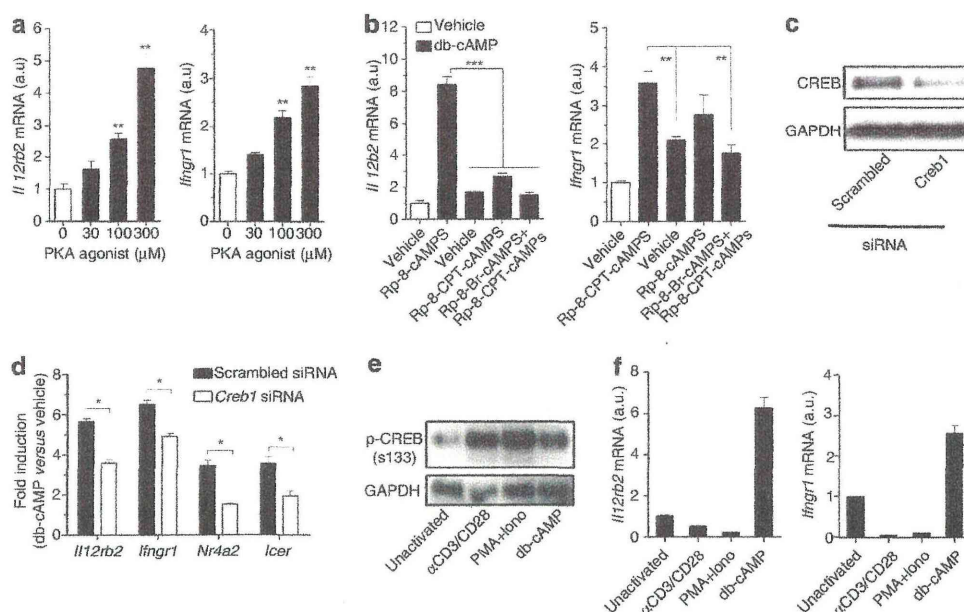 a
Il 12rb2 mRNA (a.u)
6
5
4
3
2
1
0
**
**
0 30 100 300
PKA agonist (µM)
Ifngr1 mRNA (a.u)
4
3
2
1
0
**
**
0 30 100 300
PKA agonist (µM)
b
Vehicle
db-cAMP
Il 12b2 mRNA (a.u)
12
10
8
6
4
2
0
***
Vehicle
Rp-8-cAMPS
Vehicle
Rp-8-CPT-cAMPS
Rp-8-Br-cAMPS+
Rp-8-CPT-cAMPs
Ifngr1 mRNA (a.u)
5
4
3
2
1
0
**
**
Vehicle
Rp-8-CPT-cAMPS
Vehicle
Rp-8-cAMPS
Rp-8-Br-cAMPS+
Rp-8-CPT-cAMPs
c
CREB
GAPDH
Scrambled
Creb1
siRNA
d
Scrambled siRNA
Creb1 siRNA
Fold induction
(db-cAMP versus vehicle)
8
6
4
2
0
*
*
*
*
Il12rb2 Ifngr1 Nr4a2 Icer
e
p-CREB
(s133)
GAPDH
Unactivated
αCD3/CD28
PMA+Iono
db-cAMP
f
Il12rb2 mRNA (a.u.)
8
6
4
2
0
Unactivated
αCD3/CD28
PMA+Iono
db-cAMP
Ifngr1 mRNA (a.u.)
4
3
2
1
0
Unactivated
αCD3/CD28
PMA+Iono
db-cAMP